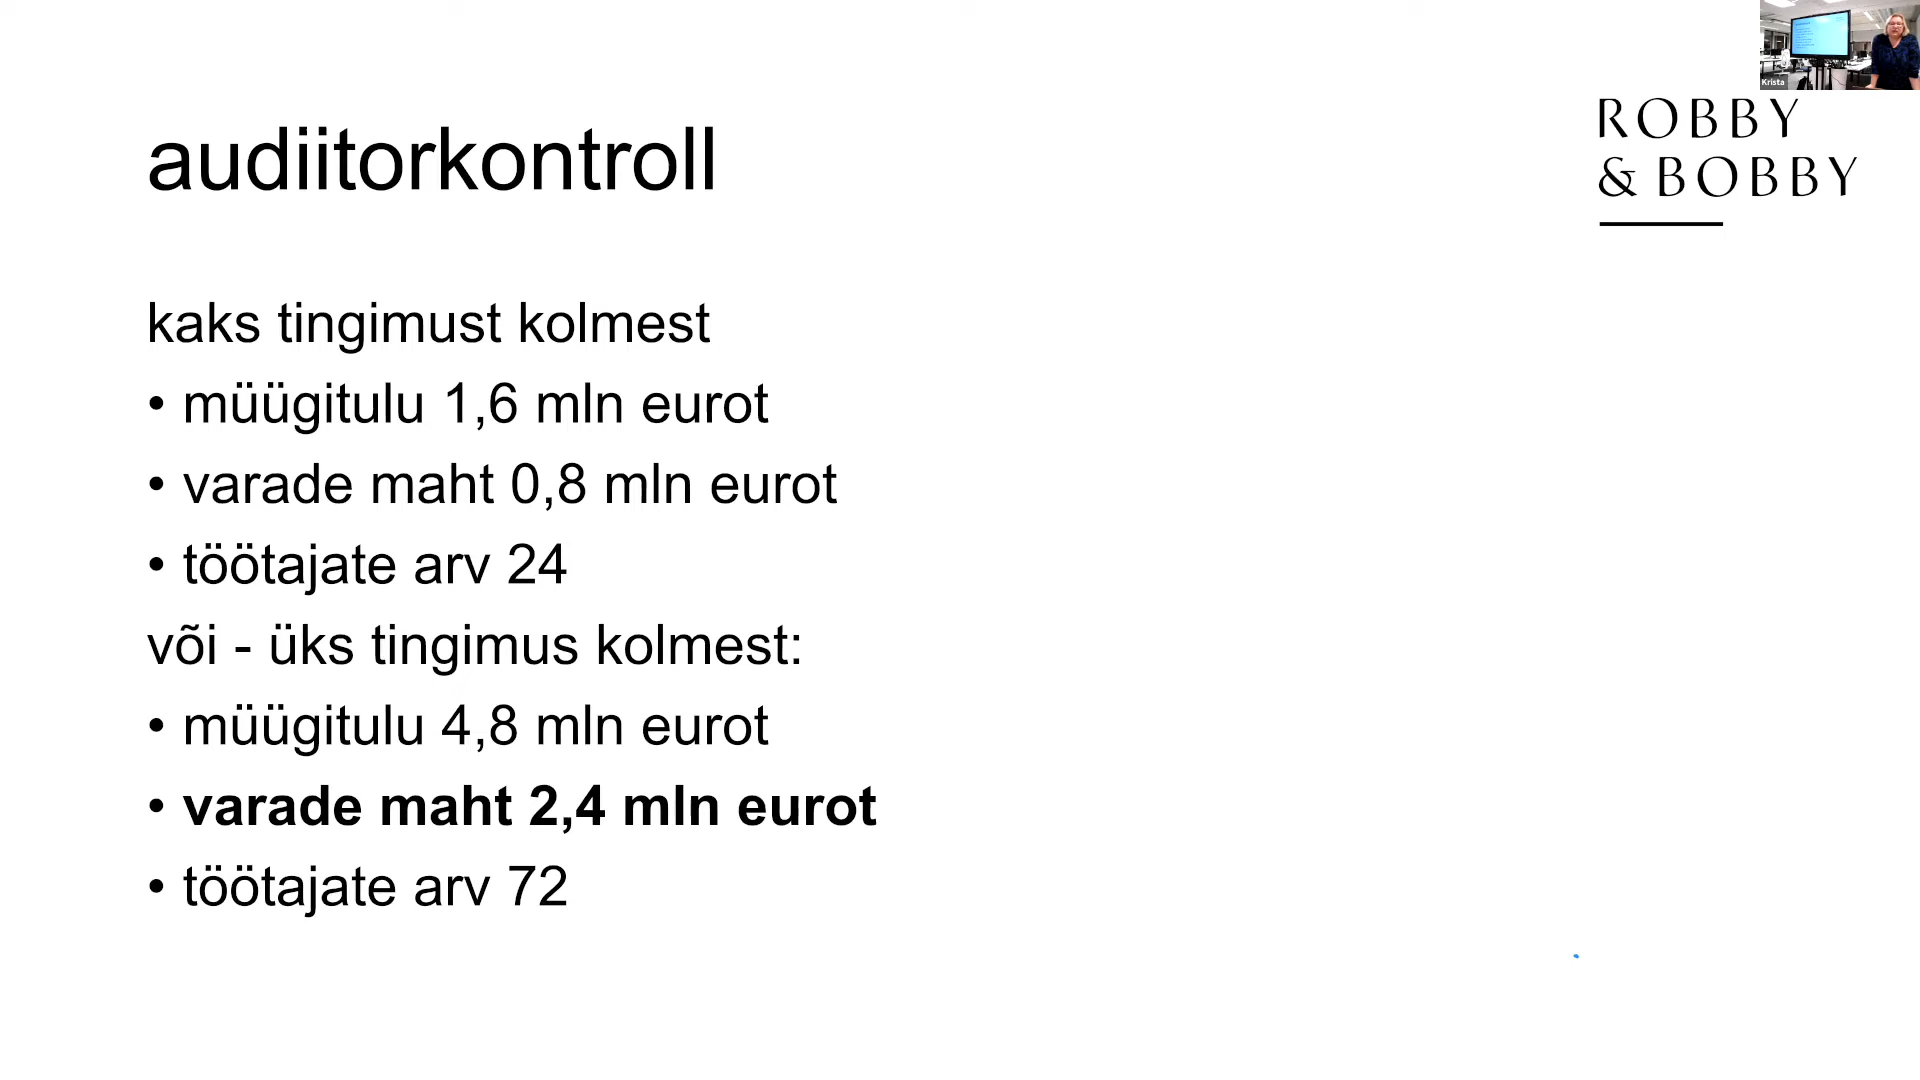 Krista
ROBBY
& BOBBY
audiitorkontroll
kaks tingimust kolmest
• müügitulu 1,6 mln eurot
• varade maht 0,8 mln eurot
• töötajate arv 24
või - üks tingimus kolmest:
• müügitulu 4,8 mln eurot
• varade maht 2,4 mln eurot
• töötajate arv 72